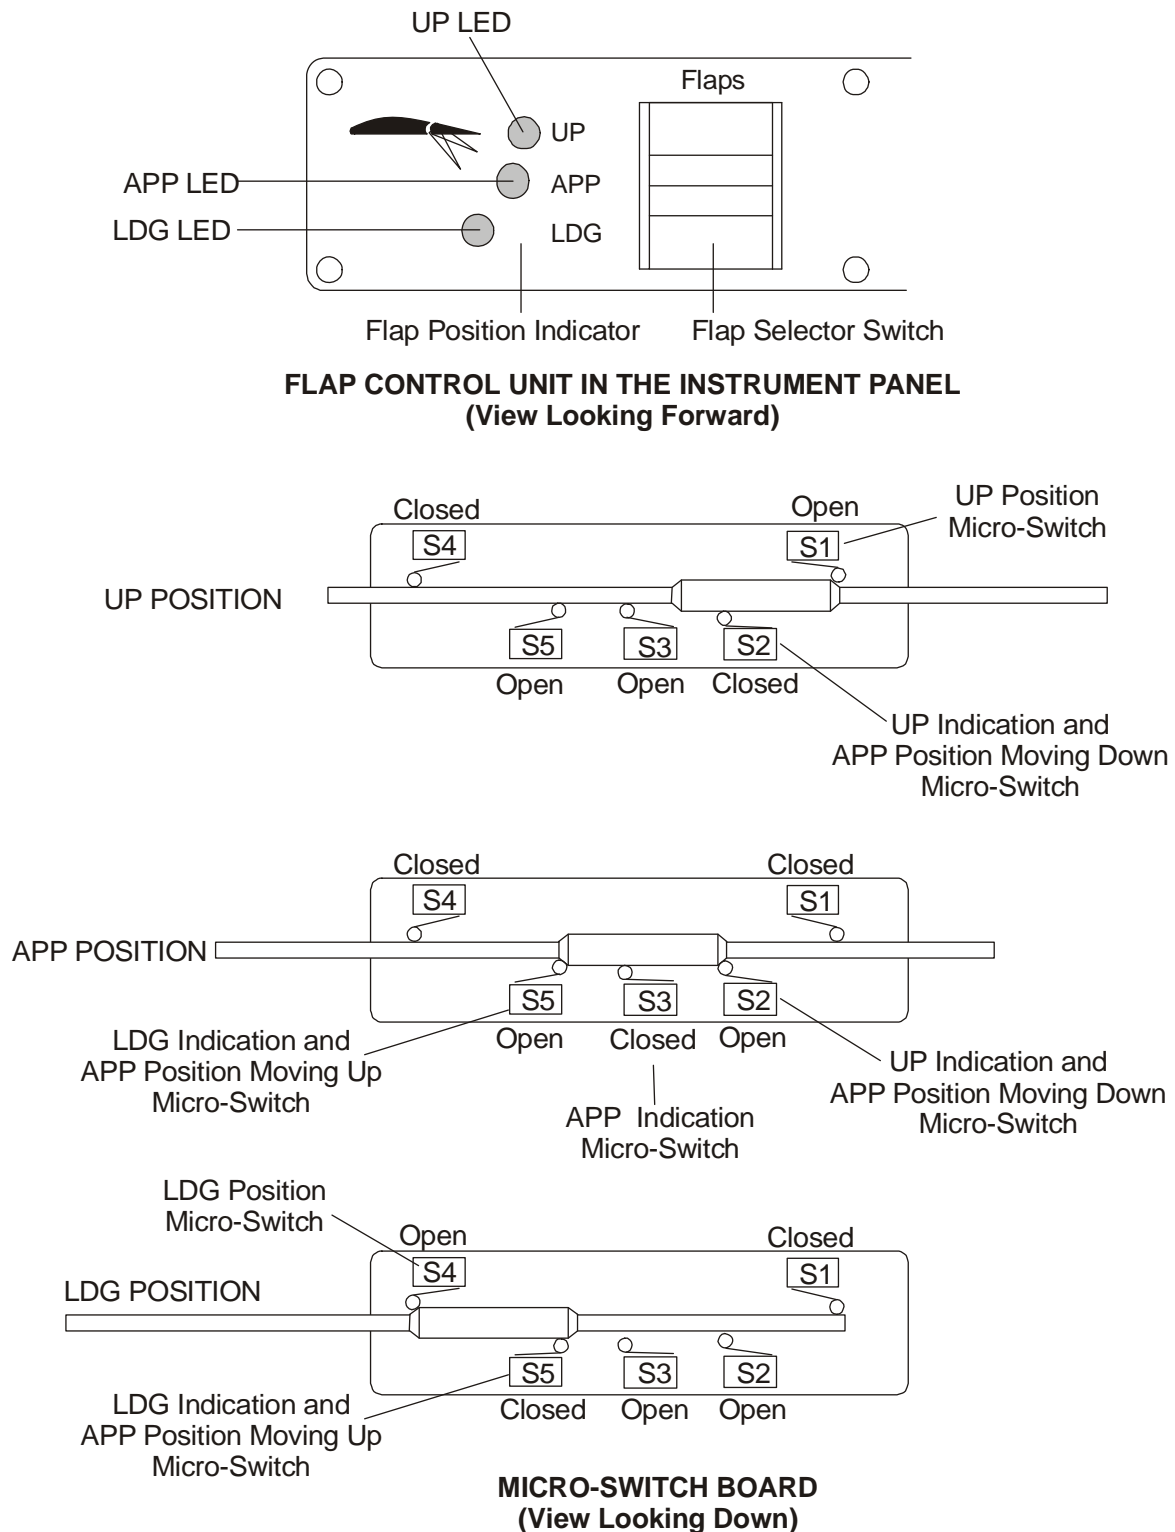 UP LED
Flaps
UP
APP LED
APP
LDG LED
LDG
Flap Position Indicator
Flap Selector Switch
FLAP CONTROL UNIT IN THE INSTRUMENT PANEL
(View Looking Forward)
UP Position
Micro-Switch
Closed
Open
S4
S1
UP POSITION
S5
S3
S2
Open
Open
Closed
UP Indication and
APP Position Moving Down
Micro-Switch
Closed
Closed
S4
S1
APP POSITION
S5
S3
S2
Open
Closed
Open
LDG Indication and
APP Position Moving Up
Micro-Switch
APP Indication
Micro-Switch
UP Indication and
APP Position Moving Down
Micro-Switch
LDG Position
Micro-Switch
Open
Closed
S4
S1
LDG POSITION
S5
S3
S2
Closed
Open
Open
LDG Indication and
APP Position Moving Up
Micro-Switch
MICRO-SWITCH BOARD
(View Looking Down)